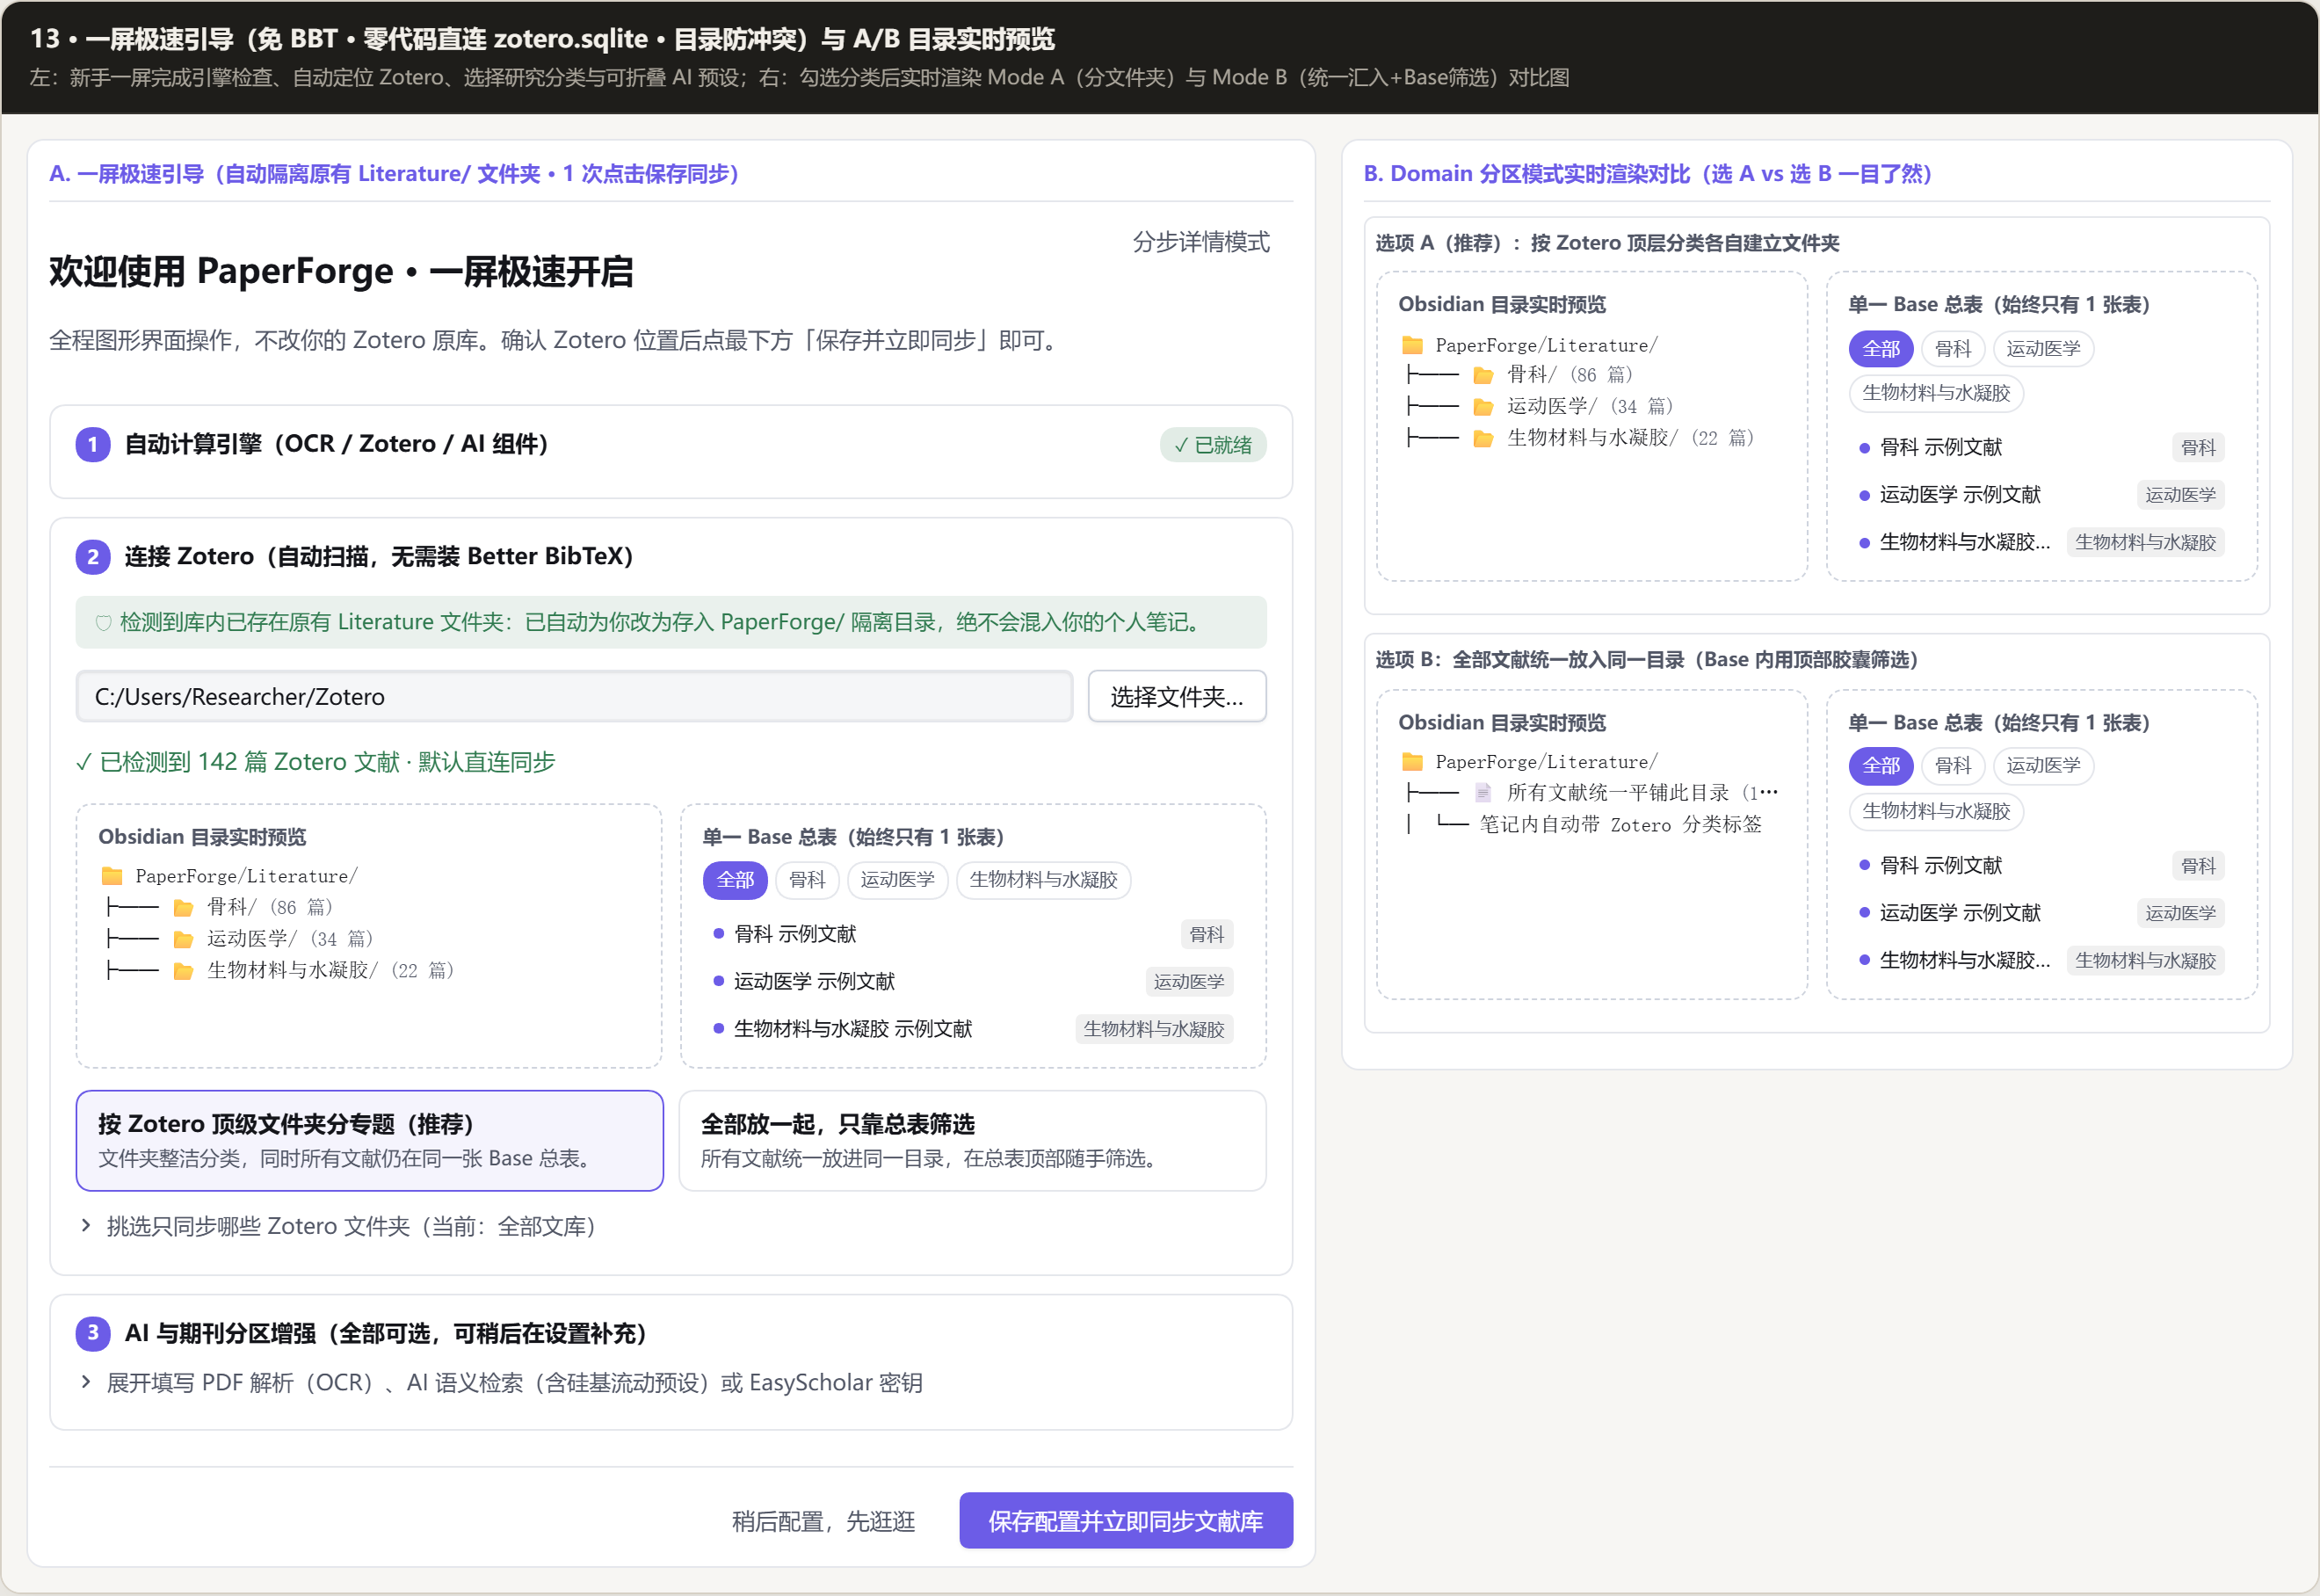 13 • 一屏极速引导（免 BBT • 零代码直连 zotero.sqlite • 目录防冲突）与 A/B 目录实时预览
左：新手一屏完成引擎检查、自动定位 Zotero、选择研究分类与可折叠 AI 预设；右：勾选分类后实时渲染 Mode A（分文件夹）与 Mode B（统一汇入+Base筛选）对比图
A. 一屏极速引导（自动隔离原有 Literature/ 文件夹 • 1 次点击保存同步）
分步详情模式
欢迎使用 PaperForge • 一屏极速开启
全程图形界面操作，不改你的 Zotero 原库。确认 Zotero 位置后点最下方「保存并立即同步」即可。
1 自动计算引擎（OCR / Zotero / AI 组件）
✓ 已就绪
2 连接 Zotero（自动扫描，无需装 Better BibTeX）
检测到库内已存在原有 Literature 文件夹：已自动为你改为存入 PaperForge/ 隔离目录，绝不会混入你的个人笔记。
C:/Users/Researcher/Zotero
选择文件夹...
✓ 已检测到 142 篇 Zotero 文献 · 默认直连同步
Obsidian 目录实时预览
PaperForge/Literature/
├── 骨科/ (86 篇)
├── 运动医学/ (34 篇)
├── 生物材料与水凝胶/ (22 篇)
单一 Base 总表（始终只有 1 张表）
全部 骨科 运动医学 生物材料与水凝胶
骨科 示例文献 骨科
运动医学 示例文献 运动医学
生物材料与水凝胶 示例文献 生物材料与水凝胶
按 Zotero 顶级文件夹分专题（推荐）
文件夹整洁分类，同时所有文献仍在同一张 Base 总表。
全部放一起，只靠总表筛选
所有文献统一放进同一目录，在总表顶部随手筛选。
挑选只同步哪些 Zotero 文件夹（当前：全部文库）
3 AI 与期刊分区增强（全部可选，可稍后在设置补充）
展开填写 PDF 解析（OCR）、AI 语义检索（含硅基流动预设）或 EasyScholar 密钥
稍后配置，先逛逛
保存配置并立即同步文献库
B. Domain 分区模式实时渲染对比（选 A vs 选 B 一目了然）
选项 A（推荐）：按 Zotero 顶层分类各自建立文件夹
Obsidian 目录实时预览
PaperForge/Literature/
├── 骨科/ (86 篇)
├── 运动医学/ (34 篇)
├── 生物材料与水凝胶/ (22 篇)
单一 Base 总表（始终只有 1 张表）
全部 骨科 运动医学
生物材料与水凝胶
骨科 示例文献 骨科
运动医学 示例文献 运动医学
生物材料与水凝胶... 生物材料与水凝胶
选项 B：全部文献统一放入同一目录（Base 内用顶部胶囊筛选）
Obsidian 目录实时预览
PaperForge/Literature/
├── 所有文献统一平铺此目录 (1…
│ └── 笔记内自动带 Zotero 分类标签
单一 Base 总表（始终只有 1 张表）
全部 骨科 运动医学
生物材料与水凝胶
骨科 示例文献 骨科
运动医学 示例文献 运动医学
生物材料与水凝胶... 生物材料与水凝胶